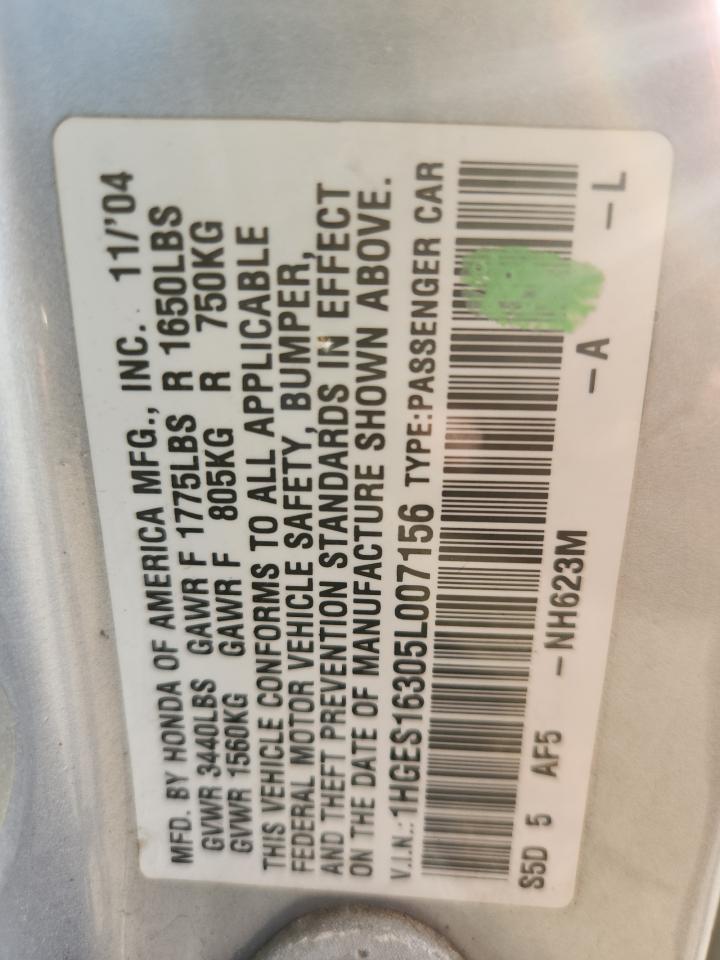 MFD. BY HONDA OF AMERICA MFG., INC. 11/'04
GVWR 3440LBS GAWR F 1775LBS R 1650LBS
GVWR 1560KG GAWR F 805KG R 750KG
THIS VEHICLE CONFORMS TO ALL APPLICABLE
FEDERAL MOTOR VEHICLE SAFETY, BUMPER,
AND THEFT PREVENTION STANDARDS IN EFFECT
ON THE DATE OF MANUFACTURE SHOWN ABOVE.
V.I.N.:1HGES16305L007156 TYPE:PASSENGER CAR
S5D 5 AF5 -NH623M -A -L